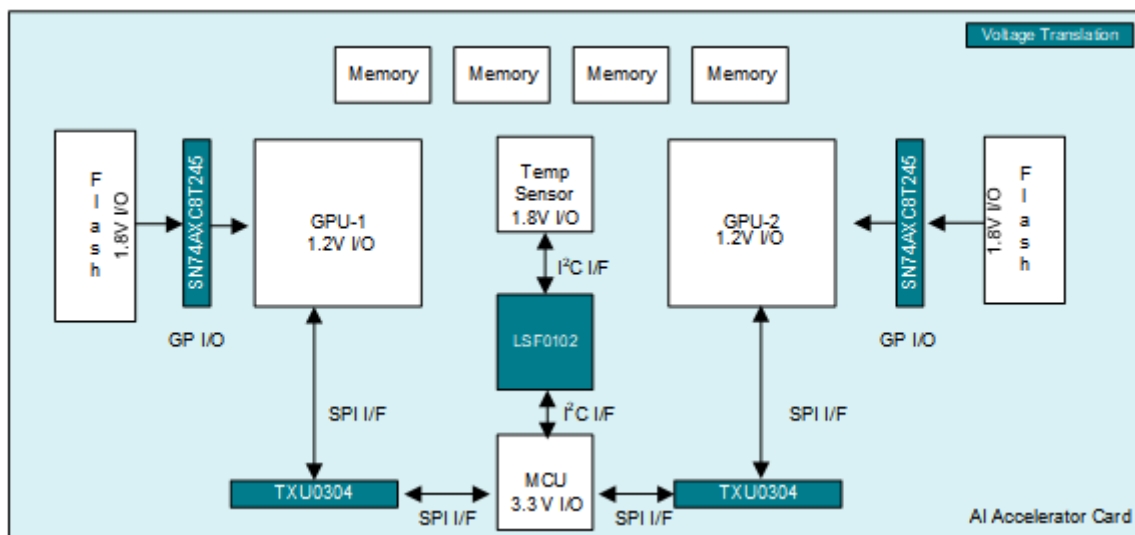 Voltage Translation
Memory
Memory
Memory
Memory
Flash
1.8V I/O
SN74AXC8T245
GP I/O
GPU-1
1.2V I/O
Temp
Sensor
1.8V I/O
I²C I/F
LSF0102
I²C I/F
GPU-2
1.2V I/O
SN74AXC8T245
GP I/O
1.8V I/O
Flash
SPI I/F
SPI I/F
TXU0304
SPI I/F
MCU
3.3 V I/O
SPI I/F
TXU0304
AI Accelerator Card